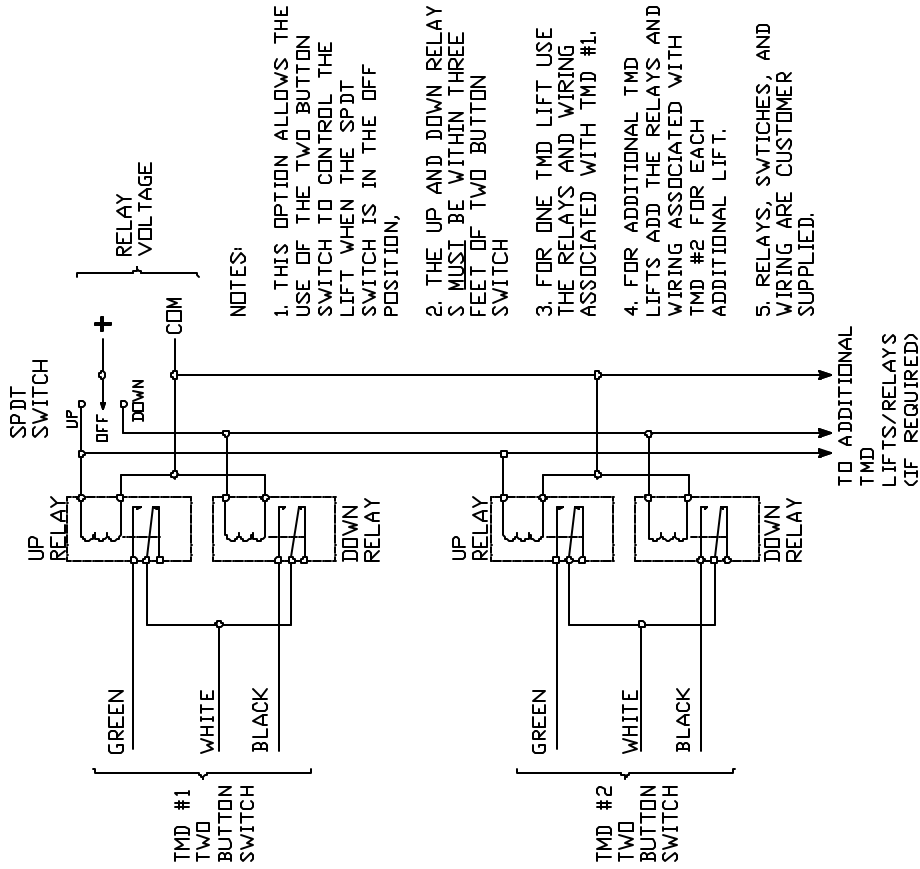 SPDT
SWITCH
UP
OFF
DOWN
+
COM
RELAY
VOLTAGE
UP
RELAY
DOWN
RELAY
UP
RELAY
DOWN
RELAY
GREEN
WHITE
BLACK
GREEN
WHITE
BLACK
TMD #1
TWO
BUTTON
SWITCH
TMD #2
TWO
BUTTON
SWITCH
TO ADDITIONAL
TMD
LIFTS/RELAYS
(IF REQUIRED)
NOTES:
1. THIS OPTION ALLOWS THE
USE OF THE TWO BUTTON
SWITCH TO CONTROL THE
LIFT WHEN THE SPDT
SWITCH IS IN THE OFF
POSITION,
2. THE UP AND DOWN RELAY
S MUST BE WITHIN THREE
FEET OF TWO BUTTON
SWITCH
3. FOR ONE TMD LIFT USE
THE RELAYS AND WIRING
ASSOCIATED WITH TMD #1.
4. FOR ADDITIONAL TMD
LIFTS ADD THE RELAYS AND
WIRING ASSOCIATED WITH
TMD #2 FOR EACH
ADDITIONAL LIFT.
5. RELAYS, SWTICHES, AND
WIRING ARE CUSTOMER
SUPPLIED.